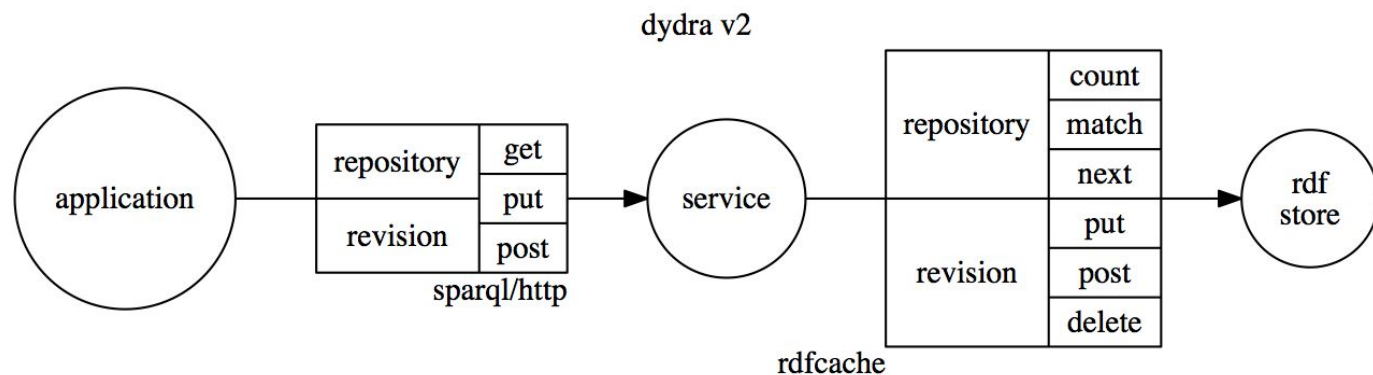 dydra v2
application
repository
revision
get
put
post
sparql/http
service
repository
revision
count
match
next
put
post
delete
rdfcache
rdf
store